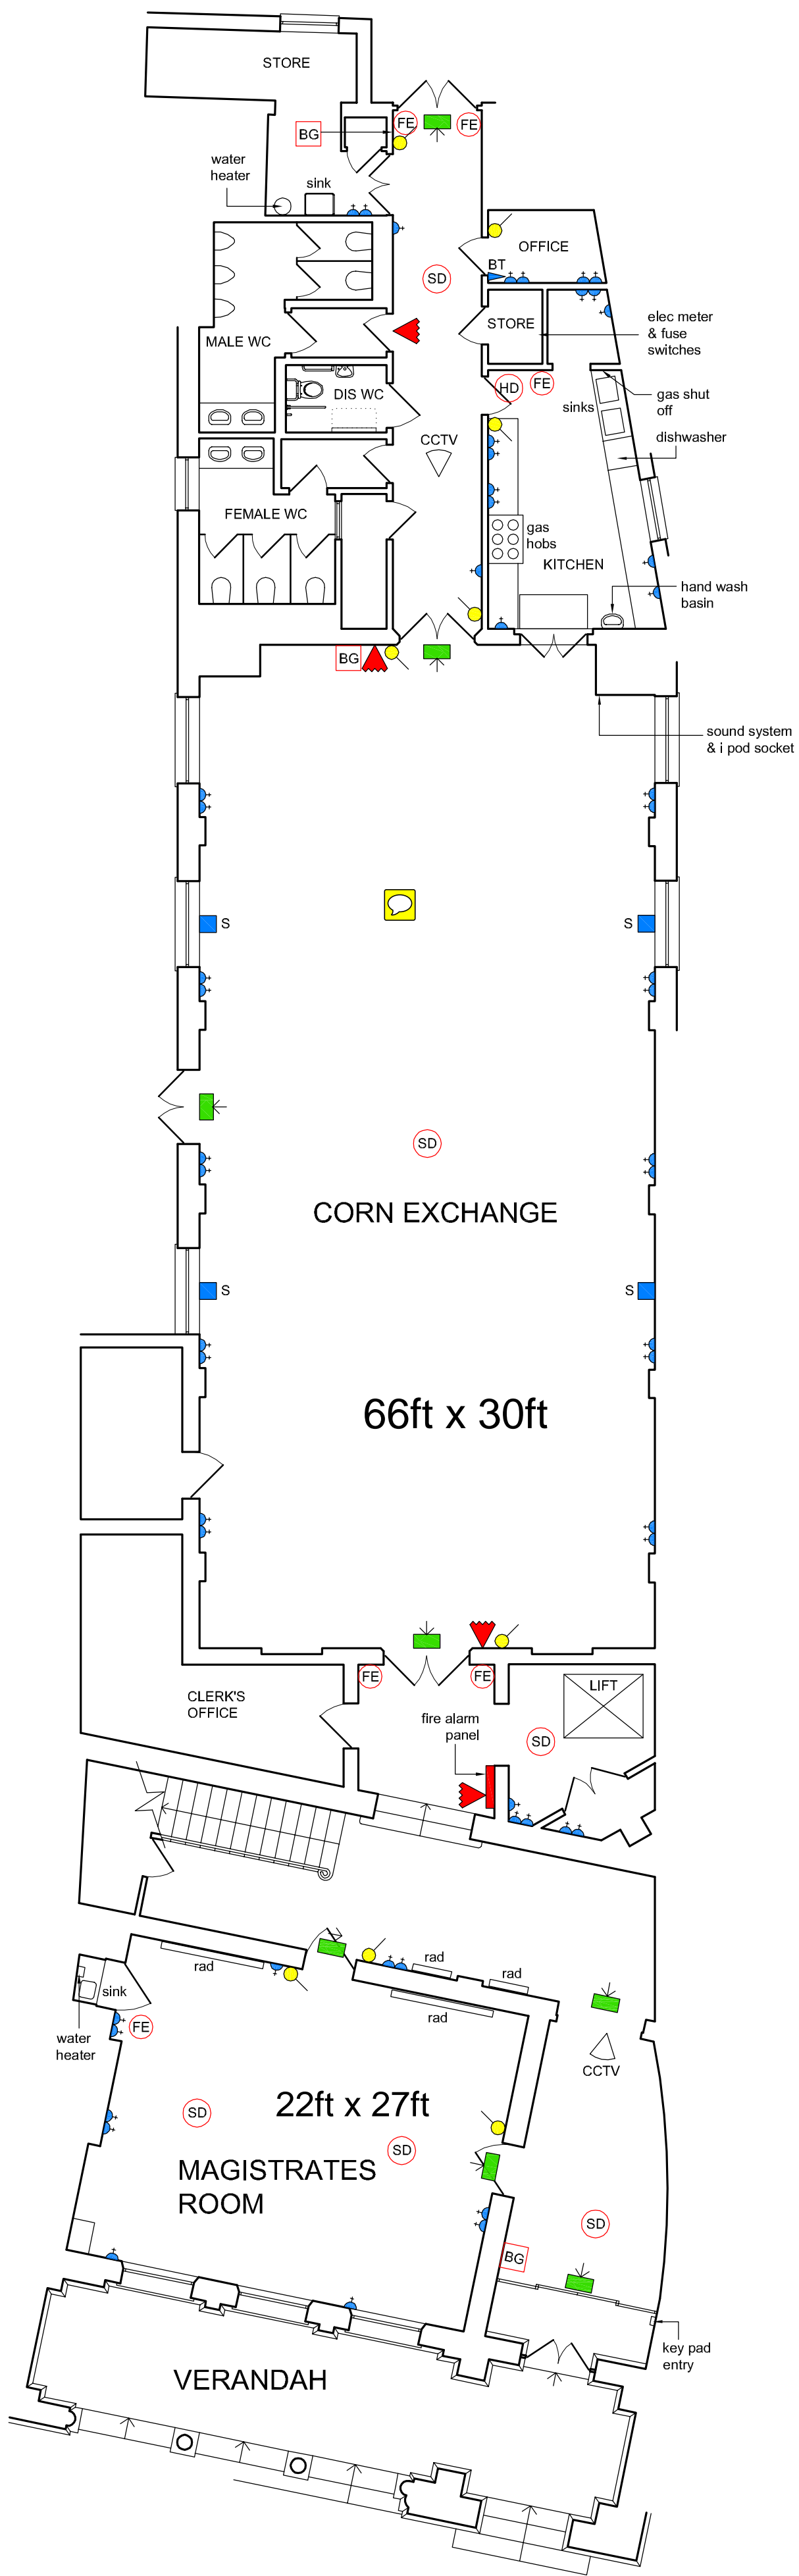 STORE
FE
FE
BG
water
heater
sink
OFFICE
BT
SD
STORE
elec meter
& fuse
switches
MALE WC
HD
FE
DIS WC
sinks
gas shut
off
dishwasher
CCTV
FEMALE WC
gas
hobs
KITCHEN
hand wash
basin
BG
sound system
& i pod socket
S
S
SD
CORN EXCHANGE
S
S
66ft x 30ft
FE
FE
LIFT
CLERK'S
OFFICE
fire alarm
panel
SD
rad
rad
rad
rad
sink
FE
water
heater
CCTV
SD
22ft x 27ft
SD
MAGISTRATES
ROOM
SD
BG
key pad
entry
VERANDAH